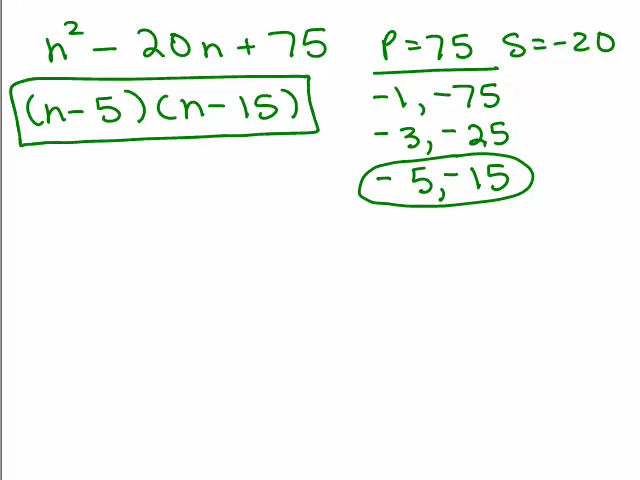 n² - 20n + 75
(n - 5)(n - 15)
P = 75 S = -20
-1, -75
-3, -25
-5, -15